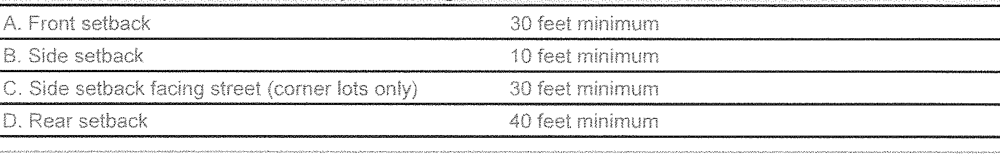 A. Front setback 30 feet minimum
B. Side setback 10 feet minimum
C. Side setback facing street (corner lots only) 30 feet minimum
D. Rear setback 40 feet minimum